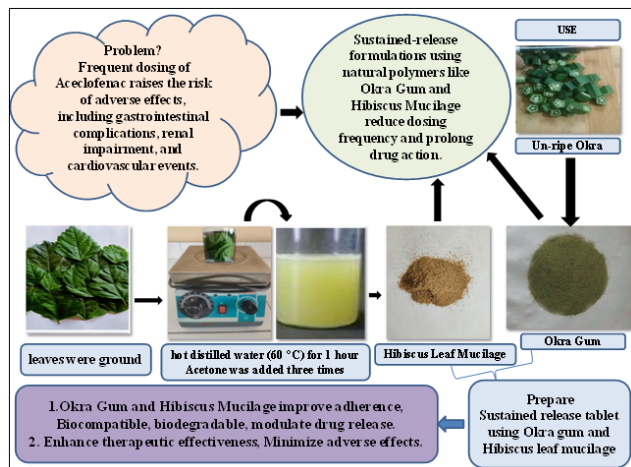 Problem?
Frequent dosing of
Aceclofenac raises the risk
of adverse effects,
including gastrointestinal
complications, renal
impairment, and
cardiovascular events.
Sustained-release
formulations using
natural polymers like
Okra Gum and
Hibiscus Mucilage
reduce dosing
frequency and prolong
drug action.
USE
Un-ripe Okra
leaves were ground
hot distilled water (60 °C) for 1 hour
Acetone was added three times
Hibiscus Leaf Mucilage
Okra Gum
1.Okra Gum and Hibiscus Mucilage improve adherence,
Biocompatible, biodegradable, modulate drug release.
2. Enhance therapeutic effectiveness, Minimize adverse effects.
Prepare
Sustained release tablet
using Okra gum and
Hibiscus leaf mucilage